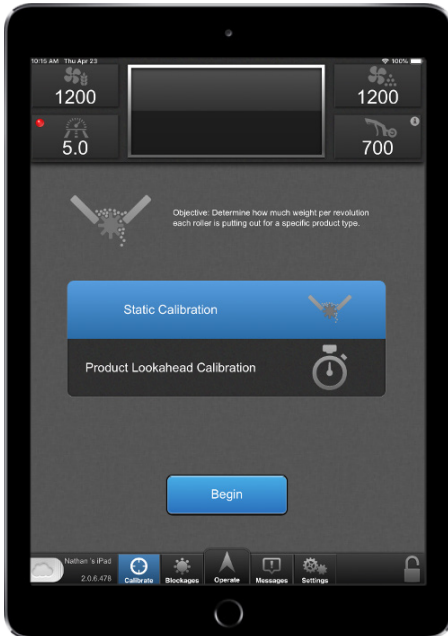 10:15 AM Thu Apr 23
100%
1200
1200
5.0
700
Objective: Determine how much weight per revolution
each roller is putting out for a specific product type.
Static Calibration
Product Lookahead Calibration
Begin
Nathan 's iPad
2.0.6.478
Calibrate
Blockages
Operate
Messages
Settings